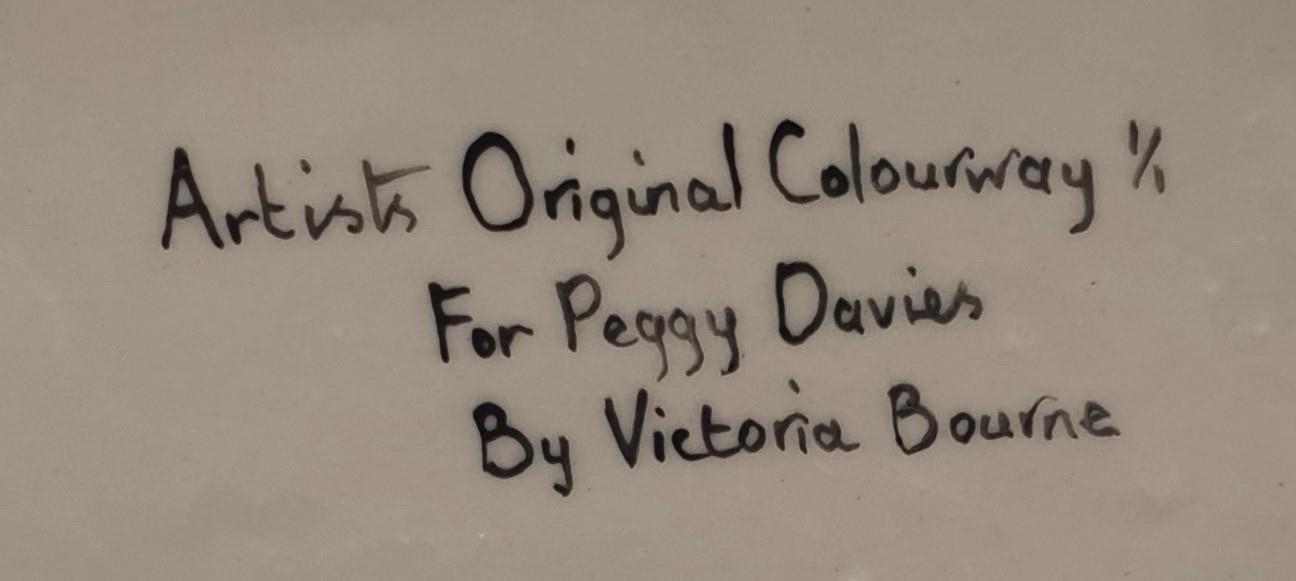 Artists Original Colourway 1/1
For Peggy Davies
By Victoria Bourne